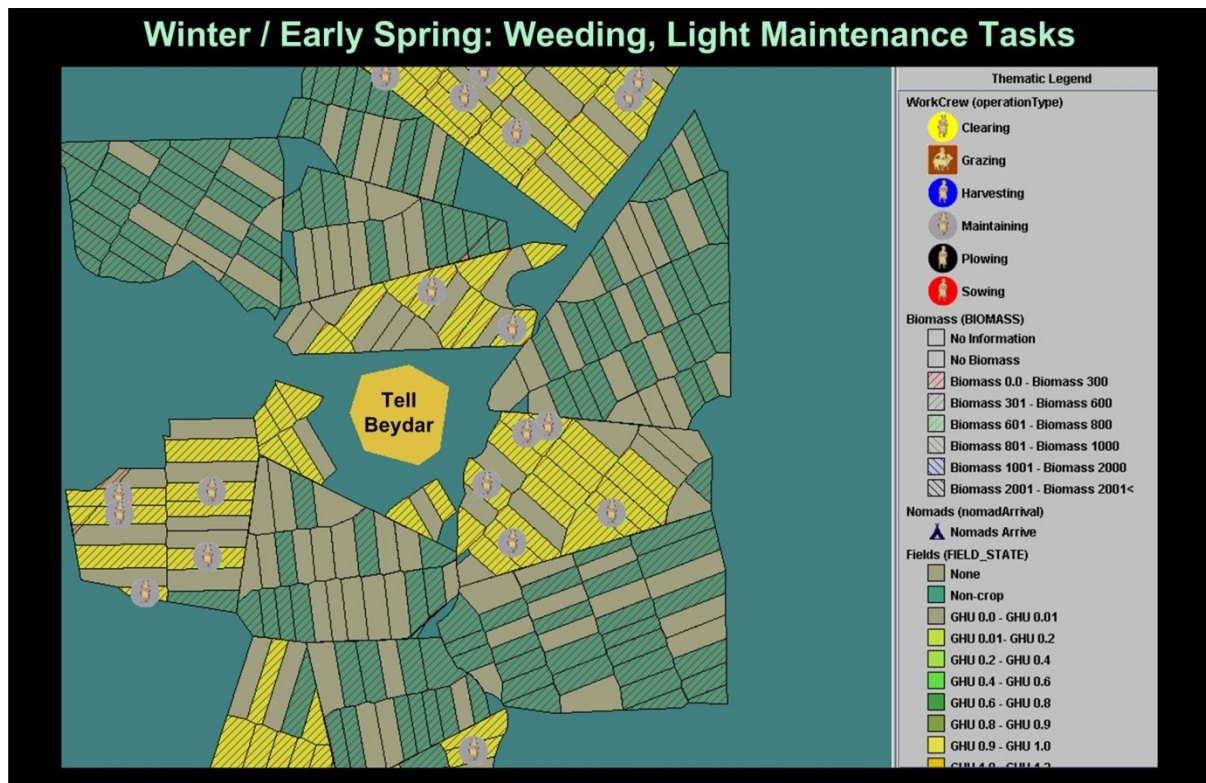 Winter / Early Spring: Weeding, Light Maintenance Tasks
Tell
Beydar
Thematic Legend
WorkCrew (operationType)
Clearing
Grazing
Harvesting
Maintaining
Plowing
Sowing
Biomass (BIOMASS)
No Information
No Biomass
Biomass 0.0 - Biomass 300
Biomass 301 - Biomass 600
Biomass 601 - Biomass 800
Biomass 801 - Biomass 1000
Biomass 1001 - Biomass 2000
Biomass 2001 - Biomass 2001<
Nomads (nomadArrival)
Nomads Arrive
Fields (FIELD_STATE)
None
Non-crop
GHU 0.0 - GHU 0.01
GHU 0.01- GHU 0.2
GHU 0.2 - GHU 0.4
GHU 0.4 - GHU 0.6
GHU 0.6 - GHU 0.8
GHU 0.8 - GHU 0.9
GHU 0.9 - GHU 1.0